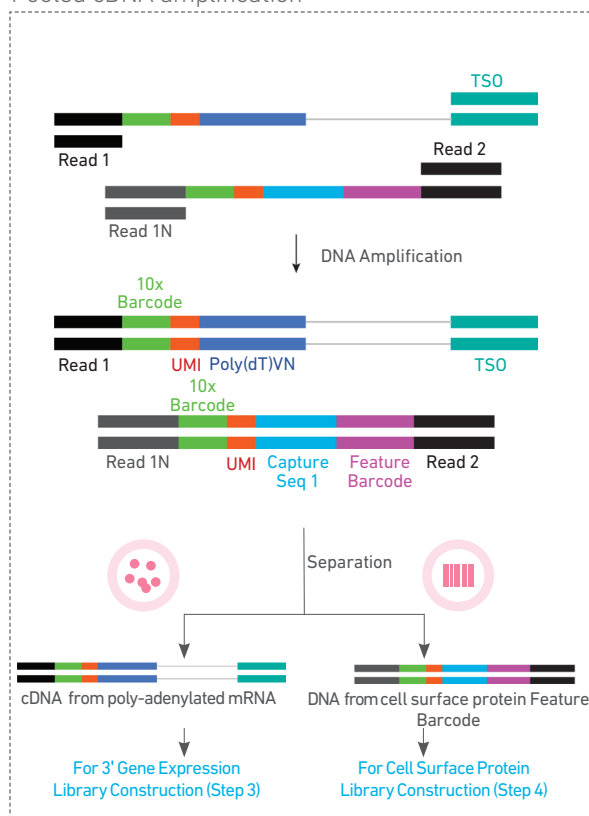 Pooled cDNA amplification
TSO
Read 1
Read 2
Read 1N
DNA Amplification
10x
Barcode
Read 1
UMI
Poly(dT)VN
TSO
10x
Barcode
Read 1N
UMI
Capture
Seq 1
Feature
Barcode
Read 2
Separation
cDNA from poly-adenylated mRNA
DNA from cell surface protein Feature
Barcode
For 3' Gene Expression
Library Construction (Step 3)
For Cell Surface Protein
Library Construction (Step 4)